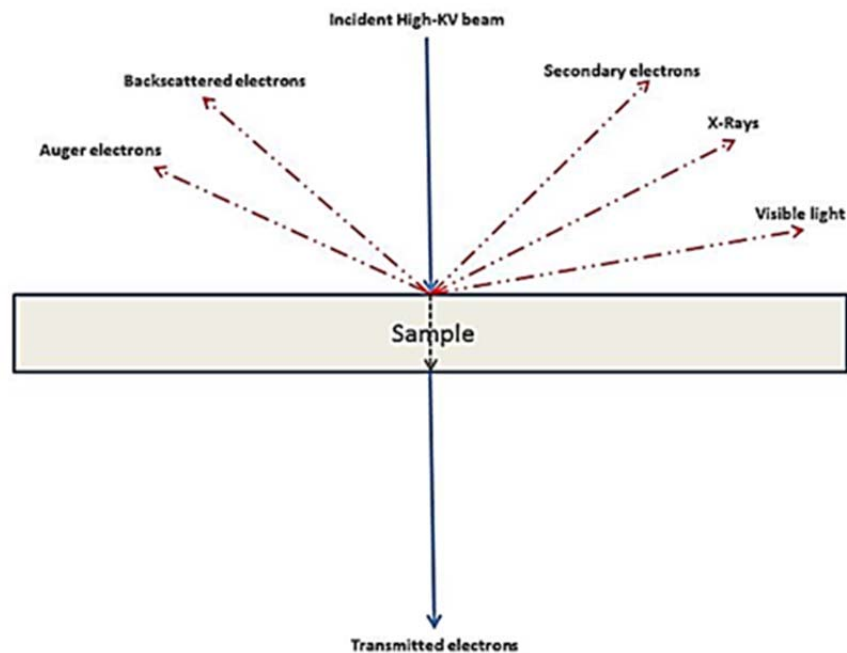 Incident High-KV beam
Backscattered electrons
Secondary electrons
Auger electrons
X-Rays
Visible light
Sample
Transmitted electrons